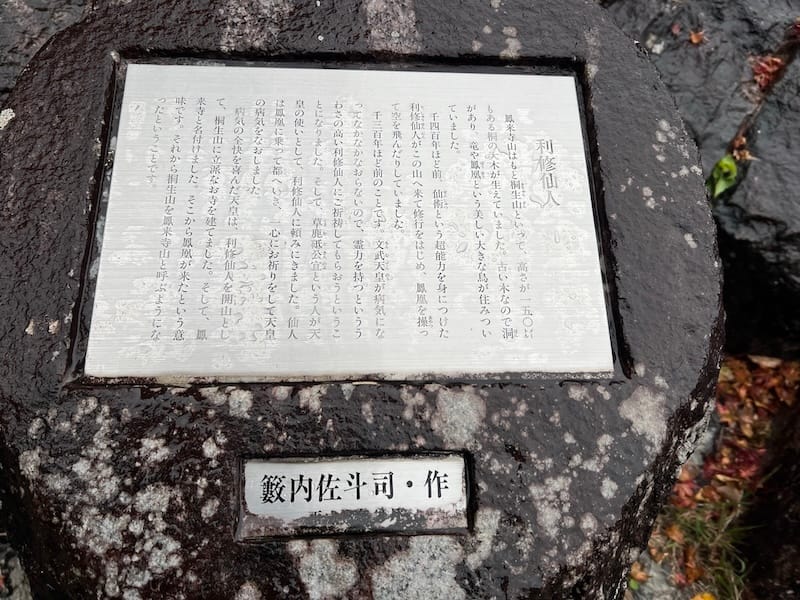 利修仙人
鳳来寺山はもと桐生山といって、高さが一五〇㍍
もある桐の大木が生えていました。古い木なので洞
があり、竜や鳳凰という美しい大きな鳥が住みつい
ていました。
千四百年ほど前、仙術という超能力を身につけた
利修仙人がこの山へ来て修行をはじめ、鳳凰を操っ
て空を飛んだりしていました。
千三百年ほど前のことです。文武天皇が病気にな
ってなかなかなおらないので、霊力を持つといううわ
さの高い利修仙人にご祈祷してもらおうというこ
とになりました。そして、草鹿砥公宣という人が天
皇の使いとして、利修仙人に頼みにきました。仙人
は鳳凰に乗って都へいき、心にお祈りをして天皇
の病気をなおしました。
病気の全快を喜んだ天皇は、利修仙人を開山とし
て、桐生山に立派なお寺を建てました。そして、鳳
来寺と名付けました。そこから鳳凰が来たという意
味です。それから桐生山を鳳来寺山と呼ぶようにな
ったということです。
籔内佐斗司・作